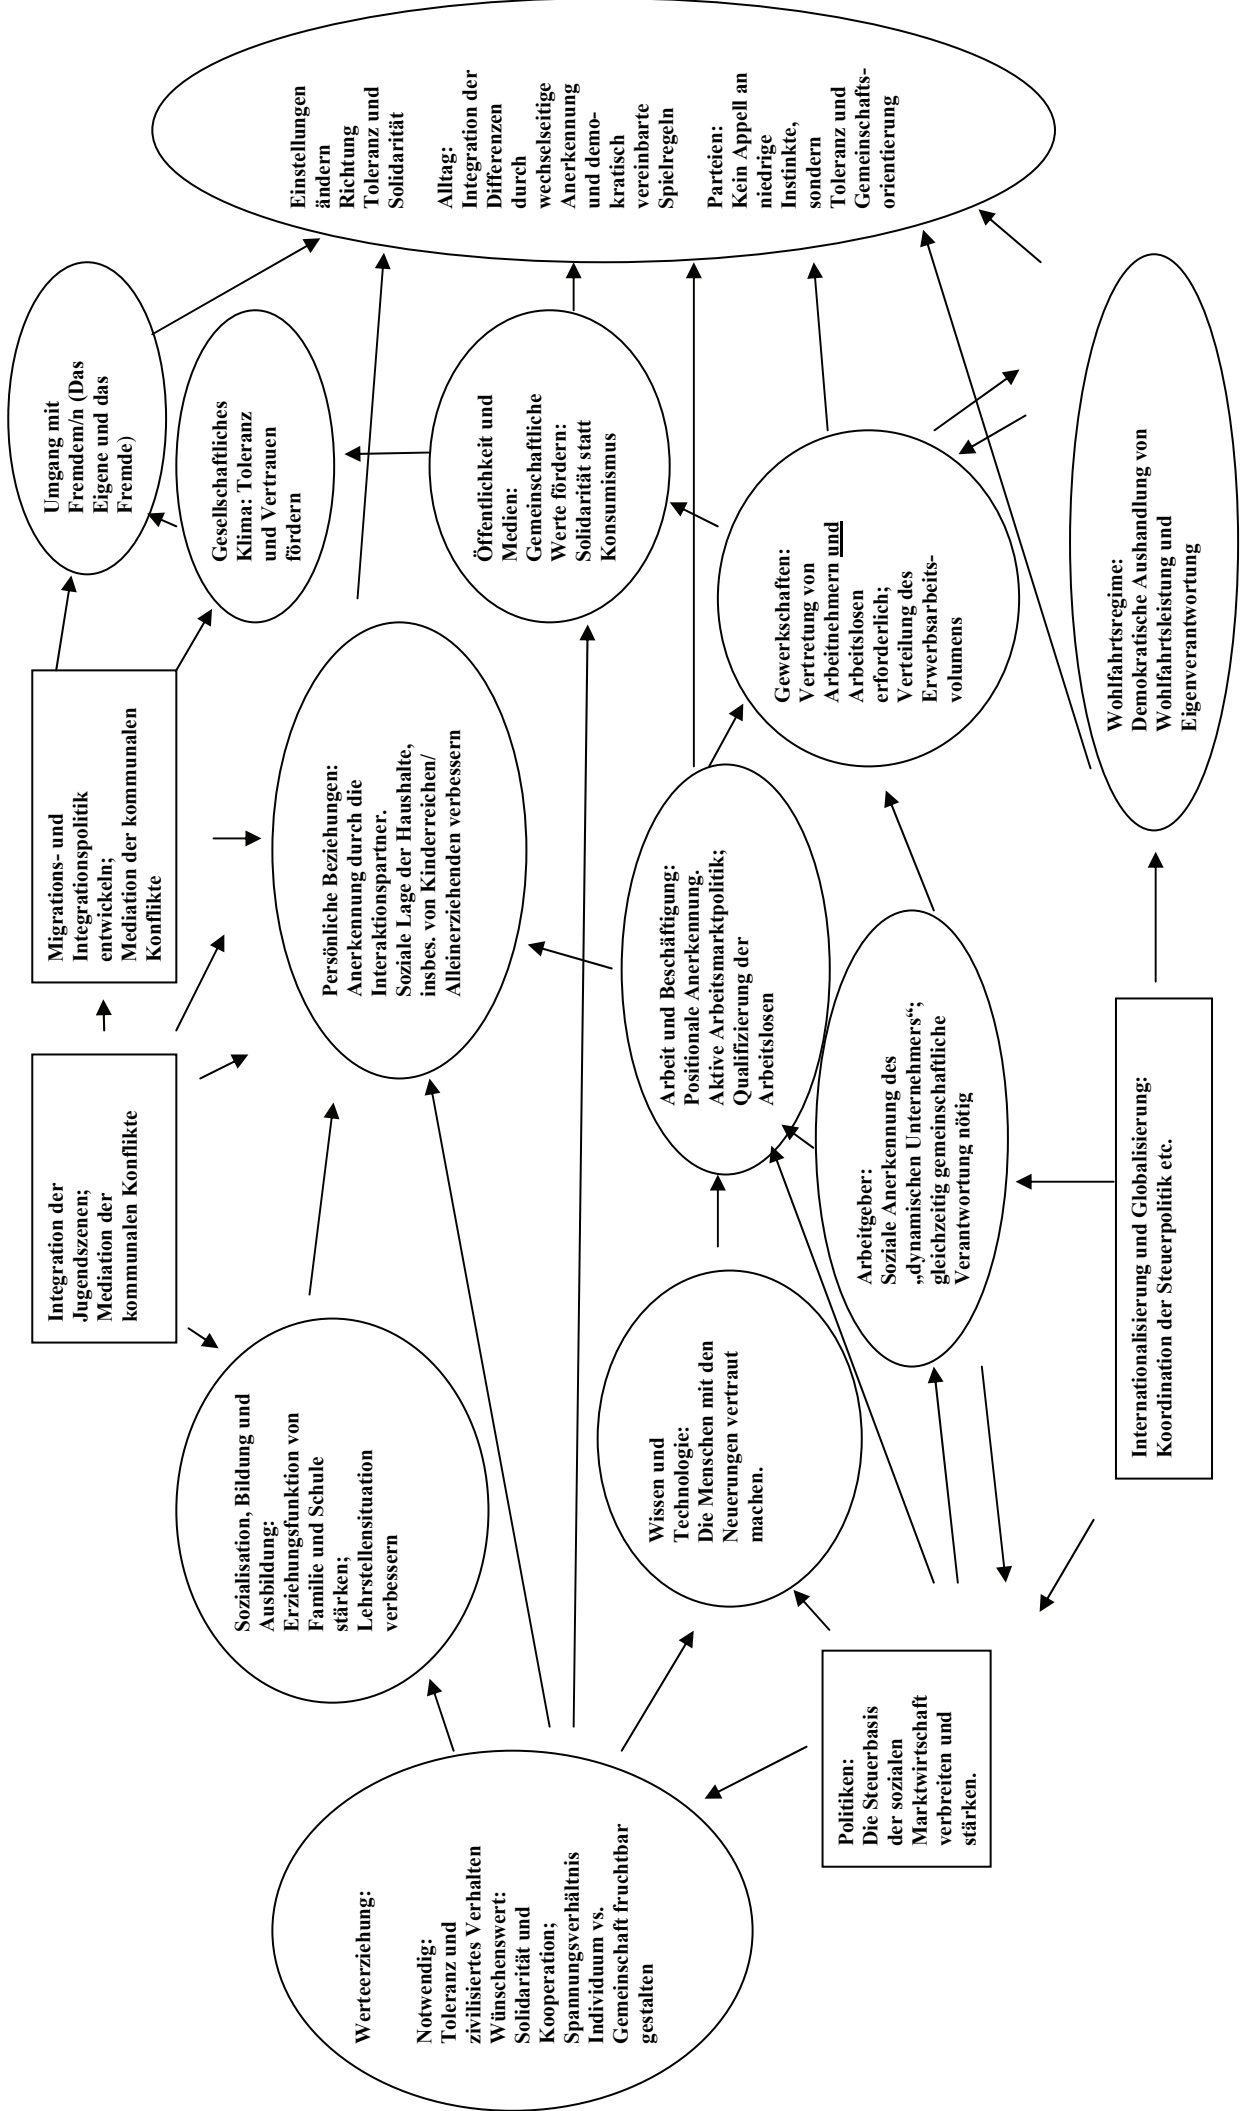 Werteerziehung:
Notwendig:
Toleranz und
zivilisiertes Verhalten
Wünschenswert:
Solidarität und
Kooperation;
Spannungsverhältnis
Individuum vs.
Gemeinschaft fruchtbar
gestalten
Integration der
Jugendszenen;
Mediation der
kommunalen Konflikte
Sozialisation, Bildung und
Ausbildung:
Erziehungsfunktion von
Familie und Schule
stärken;
Lehrstellensituation
verbessern
Wissen und
Technologie:
Die Menschen mit den
Neuerungen vertraut
machen.
Politiken:
Die Steuerbasis
der sozialen
Marktwirtschaft
verbreiten und
stärken.
Migrations- und
Integrationspolitik
entwickeln;
Mediation der kommunalen
Konflikte
Persönliche Beziehungen:
Anerkennung durch die
Interaktionspartner.
Soziale Lage der Haushalte,
insbes. von Kinderreichen/
Alleinerziehenden verbessern
Arbeit und Beschäftigung:
Positionale Anerkennung.
Aktive Arbeitsmarktpolitik;
Qualifizierung der
Arbeitslosen
Arbeitgeber:
Soziale Anerkennung des
„dynamischen Unternehmers“;
gleichzeitig gemeinschaftliche
Verantwortung nötig
Internationalisierung und Globalisierung:
Koordination der Steuerpolitik etc.
Umgang mit
Fremdem/n (Das
Eigene und das
Fremde)
Gesellschaftliches
Klima: Toleranz
und Vertrauen
fördern
Öffentlichkeit und
Medien:
Gemeinschaftliche
Werte fördern:
Solidarität statt
Konsumismus
Gewerkschaften:
Vertretung von
Arbeitnehmern und
Arbeitslosen
erforderlich;
Verteilung des
Erwerbsarbeits-
volumens
Wohlfahrtsregime:
Demokratische Aushandlung von
Wohlfahrtsleistung und
Eigenverantwortung
Einstellungen
ändern
Richtung
Toleranz und
Solidarität
Alltag:
Integration der
Differenzen
durch
wechselseitige
Anerkennung
und demo-
kratisch
vereinbarte
Spielregeln
Parteien:
Kein Appell an
niedrige
Instinkte,
sondern
Toleranz und
Gemeinschafts-
orientierung